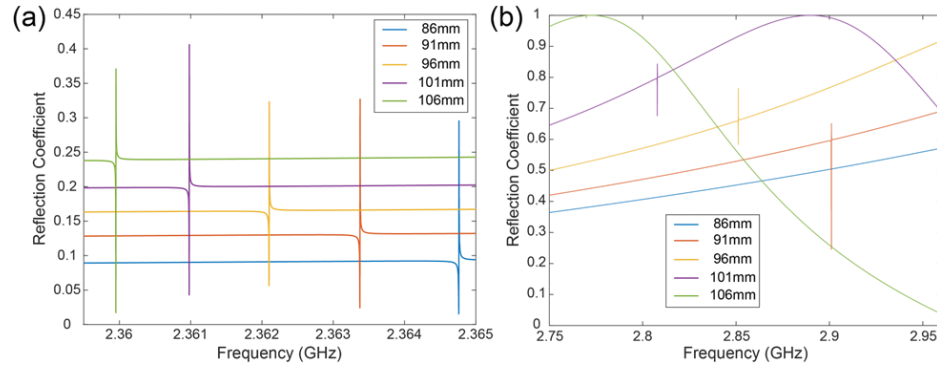 (a)
0.45
0.4
0.35
0.3
0.25
0.2
0.15
0.1
0.05
0
Reflection Coefficient
86mm
91mm
96mm
101mm
106mm
2.36
2.361
2.362
2.363
2.364
2.365
Frequency (GHz)
(b)
1
0.9
0.8
0.7
0.6
0.5
0.4
0.3
0.2
0.1
0
Reflection Coefficient
86mm
91mm
96mm
101mm
106mm
2.75
2.8
2.85
2.9
2.95
Frequency (GHz)